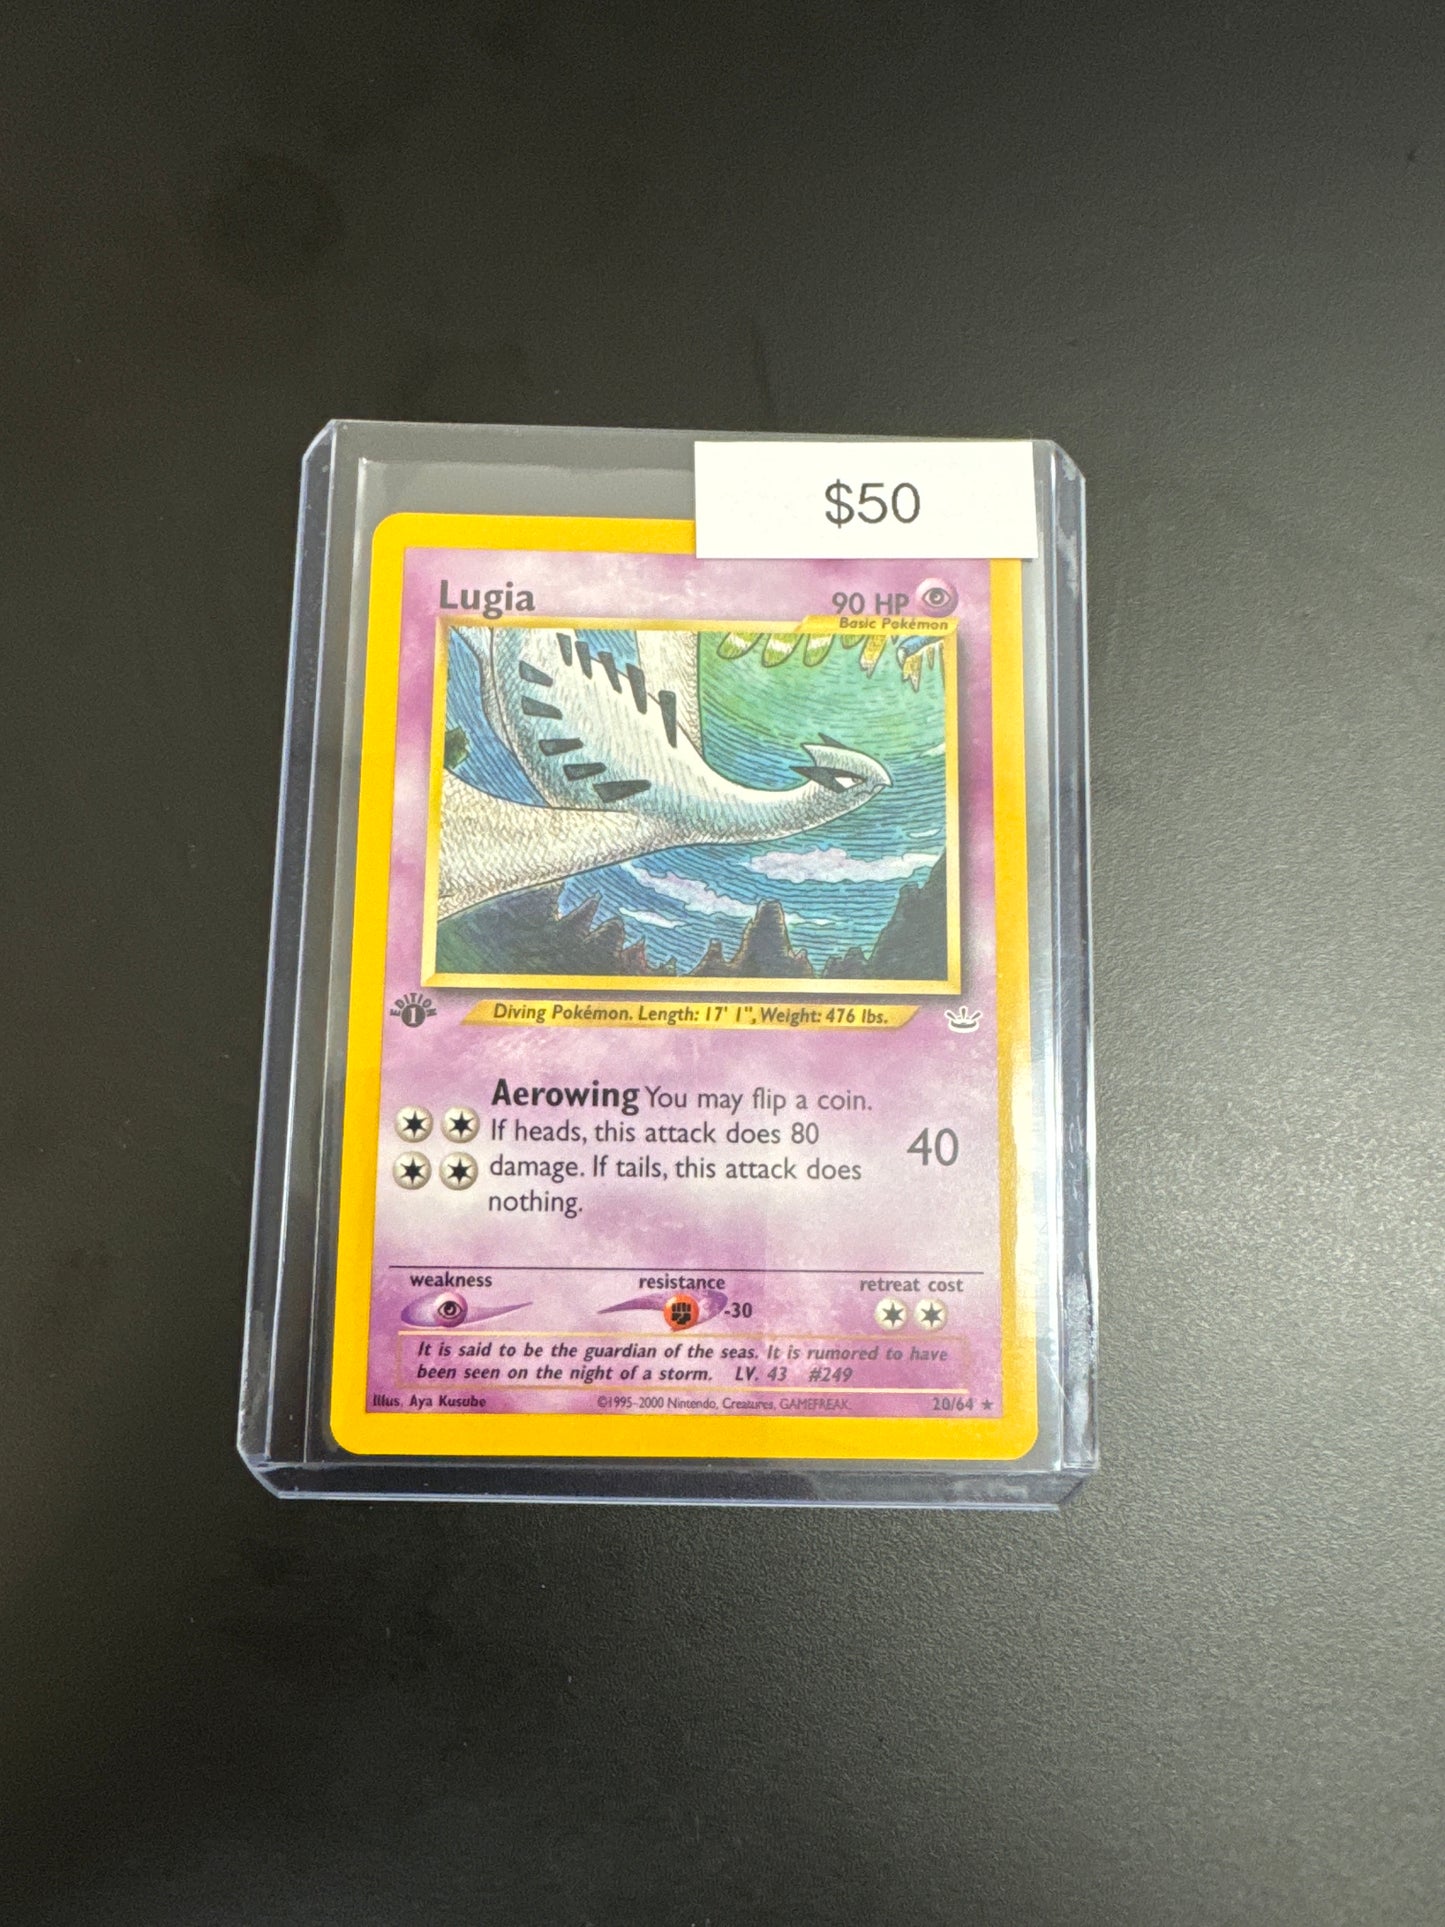 $50
Lugia
90 HP
Basic Pokémon
EDITION
1
Diving Pokémon. Length: 17' 1", Weight: 476 lbs.
Aerowing You may flip a coin.
If heads, this attack does 80
damage. If tails, this attack does
nothing.
40
weakness
resistance
retreat cost
-30
It is said to be the guardian of the seas. It is rumored to have
been seen on the night of a storm. LV. 43 #249
Illus. Aya Kusube
©1995-2000 Nintendo, Creatures, GAMEFREAK.
20/64 ★